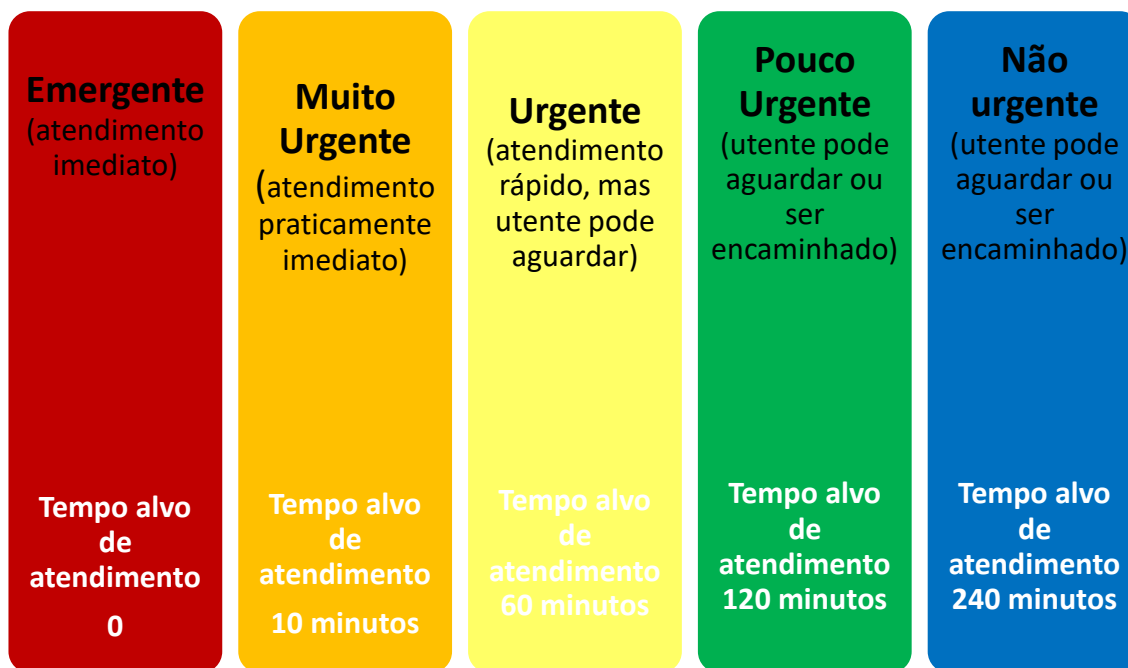 Emergente
(atendimento
imediato)
Tempo alvo
de
atendimento
0
Muito
Urgente
(atendimento
praticamente
imediato)
Tempo alvo
de
atendimento
10 minutos
Urgente
(atendimento
rápido, mas
utente pode
aguardar)
Tempo alvo
de
atendimento
60 minutos
Pouco
Urgente
(utente pode
aguardar ou
ser
encaminhado)
Tempo alvo
de
atendimento
120 minutos
Não
urgente
(utente pode
aguardar ou
ser
encaminhado)
Tempo alvo
de
atendimento
240 minutos